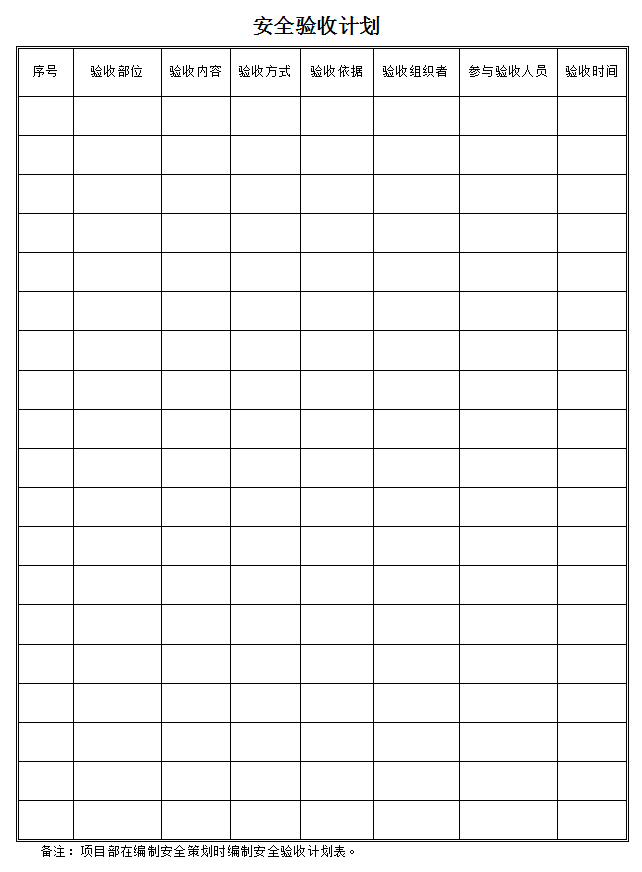 安全验收计划
序号 验收部位 验收内容 验收方式 验收依据 验收组织者 参与验收人员 验收时间
备注：项目部在编制安全策划时编制安全验收计划表。